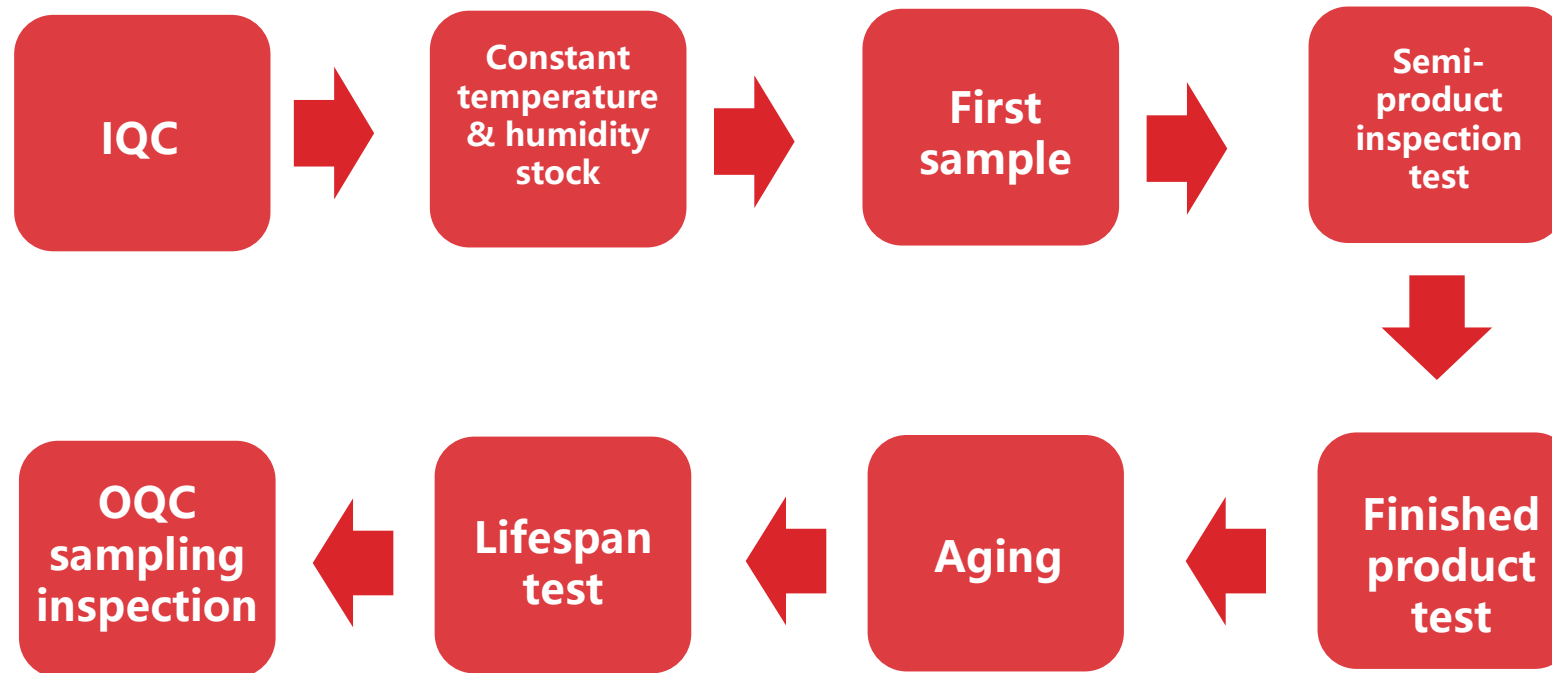 IQC
Constant
temperature
& humidity
stock
First
sample
Semi-
product
inspection
test
Finished
product
test
Aging
Lifespan
test
OQC
sampling
inspection